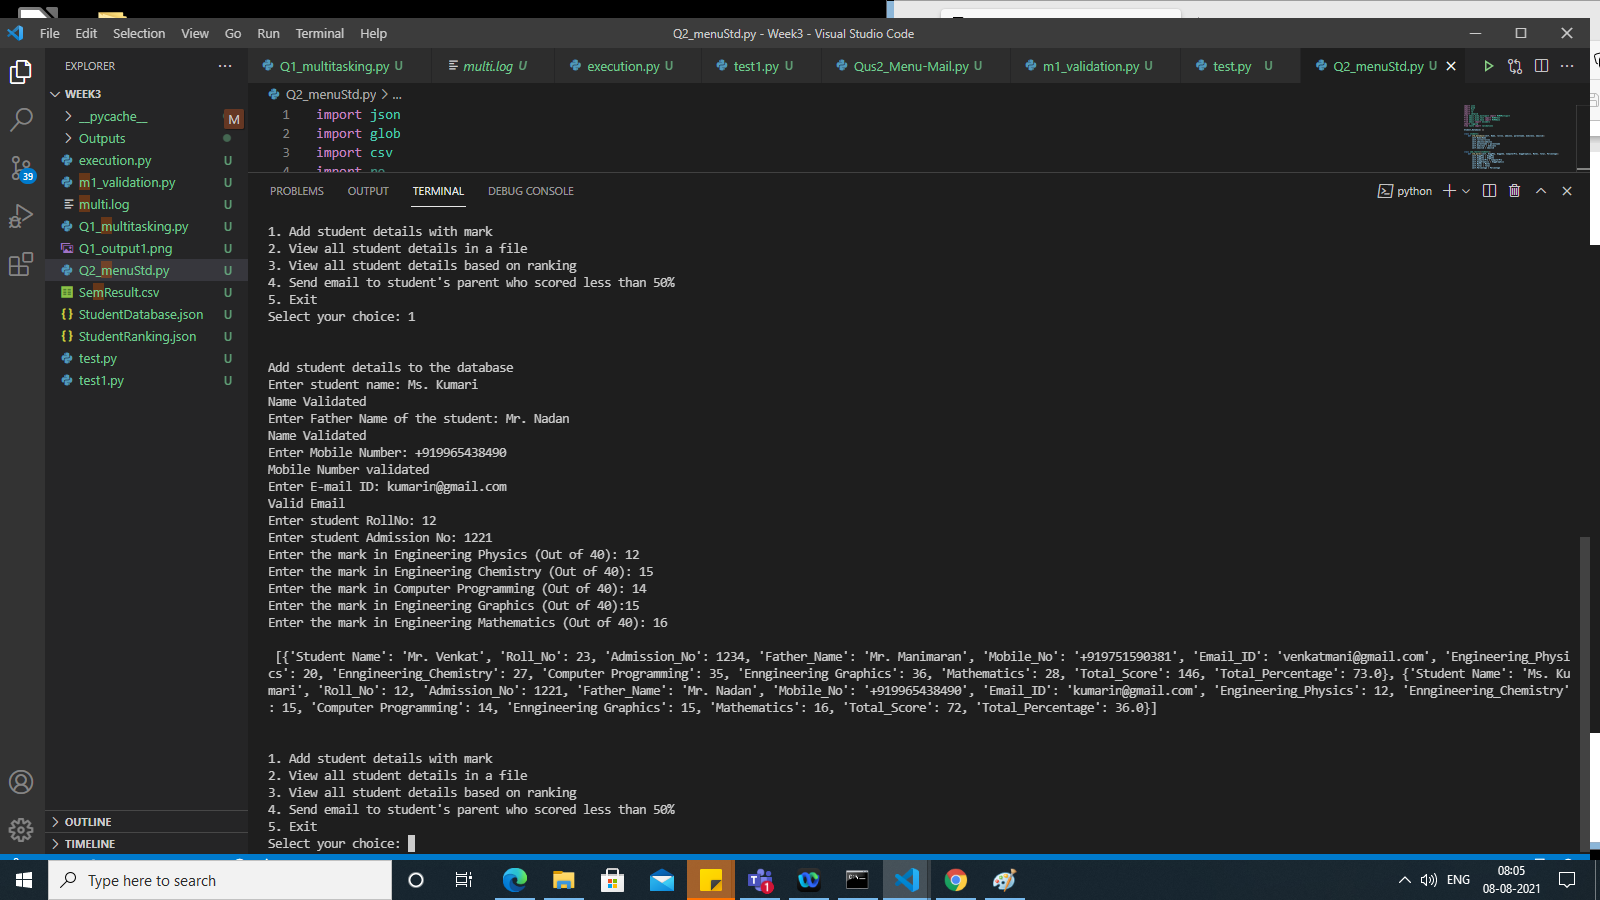 File Edit Selection View Go Run Terminal Help
Q2_menuStd.py - Week3 - Visual Studio Code
EXPLORER
WEEK3
__pycache__
M
Outputs
execution.py U
m1_validation.py U
multi.log U
Q1_multitasking.py U
Q1_output1.png U
Q2_menuStd.py U
SemResult.csv U
StudentDatabase.json U
StudentRanking.json U
test.py U
test1.py U
39
OUTLINE
TIMELINE
Q1_multitasking.py U multi.log U execution.py U test1.py U Qus2_Menu-Mail.py U m1_validation.py U test.py U Q2_menuStd.py U
Q2_menuStd.py > ...
1 import json
2 import glob
3 import csv
PROBLEMS OUTPUT TERMINAL DEBUG CONSOLE
python
1. Add student details with mark
2. View all student details in a file
3. View all student details based on ranking
4. Send email to student's parent who scored less than 50%
5. Exit
Select your choice: 1
Add student details to the database
Enter student name: Ms. Kumari
Name Validated
Enter Father Name of the student: Mr. Nadan
Name Validated
Enter Mobile Number: +919965438490
Mobile Number validated
Enter E-mail ID: kumarin@gmail.com
Valid Email
Enter student RollNo: 12
Enter student Admission No: 1221
Enter the mark in Engineering Physics (Out of 40): 12
Enter the mark in Engineering Chemistry (Out of 40): 15
Enter the mark in Computer Programming (Out of 40): 14
Enter the mark in Engineering Graphics (Out of 40):15
Enter the mark in Engineering Mathematics (Out of 40): 16
[{'Student Name': 'Mr. Venkat', 'Roll_No': 23, 'Admission_No': 1234, 'Father_Name': 'Mr. Manimaran', 'Mobile_No': '+919751590381', 'Email_ID': 'venkatmani@gmail.com', 'Engineering_Physi
cs': 20, 'Enngineering_Chemistry': 27, 'Computer Programming': 35, 'Enngineering Graphics': 36, 'Mathematics': 28, 'Total_Score': 146, 'Total_Percentage': 73.0}, {'Student Name': 'Ms. Ku
mari', 'Roll_No': 12, 'Admission_No': 1221, 'Father_Name': 'Mr. Nadan', 'Mobile_No': '+919965438490', 'Email_ID': 'kumarin@gmail.com', 'Engineering_Physics': 12, 'Enngineering_Chemistry'
: 15, 'Computer Programming': 14, 'Enngineering Graphics': 15, 'Mathematics': 16, 'Total_Score': 72, 'Total_Percentage': 36.0}]
1. Add student details with mark
2. View all student details in a file
3. View all student details based on ranking
4. Send email to student's parent who scored less than 50%
5. Exit
Select your choice:
Type here to search
1
ENG
08:05
08-08-2021